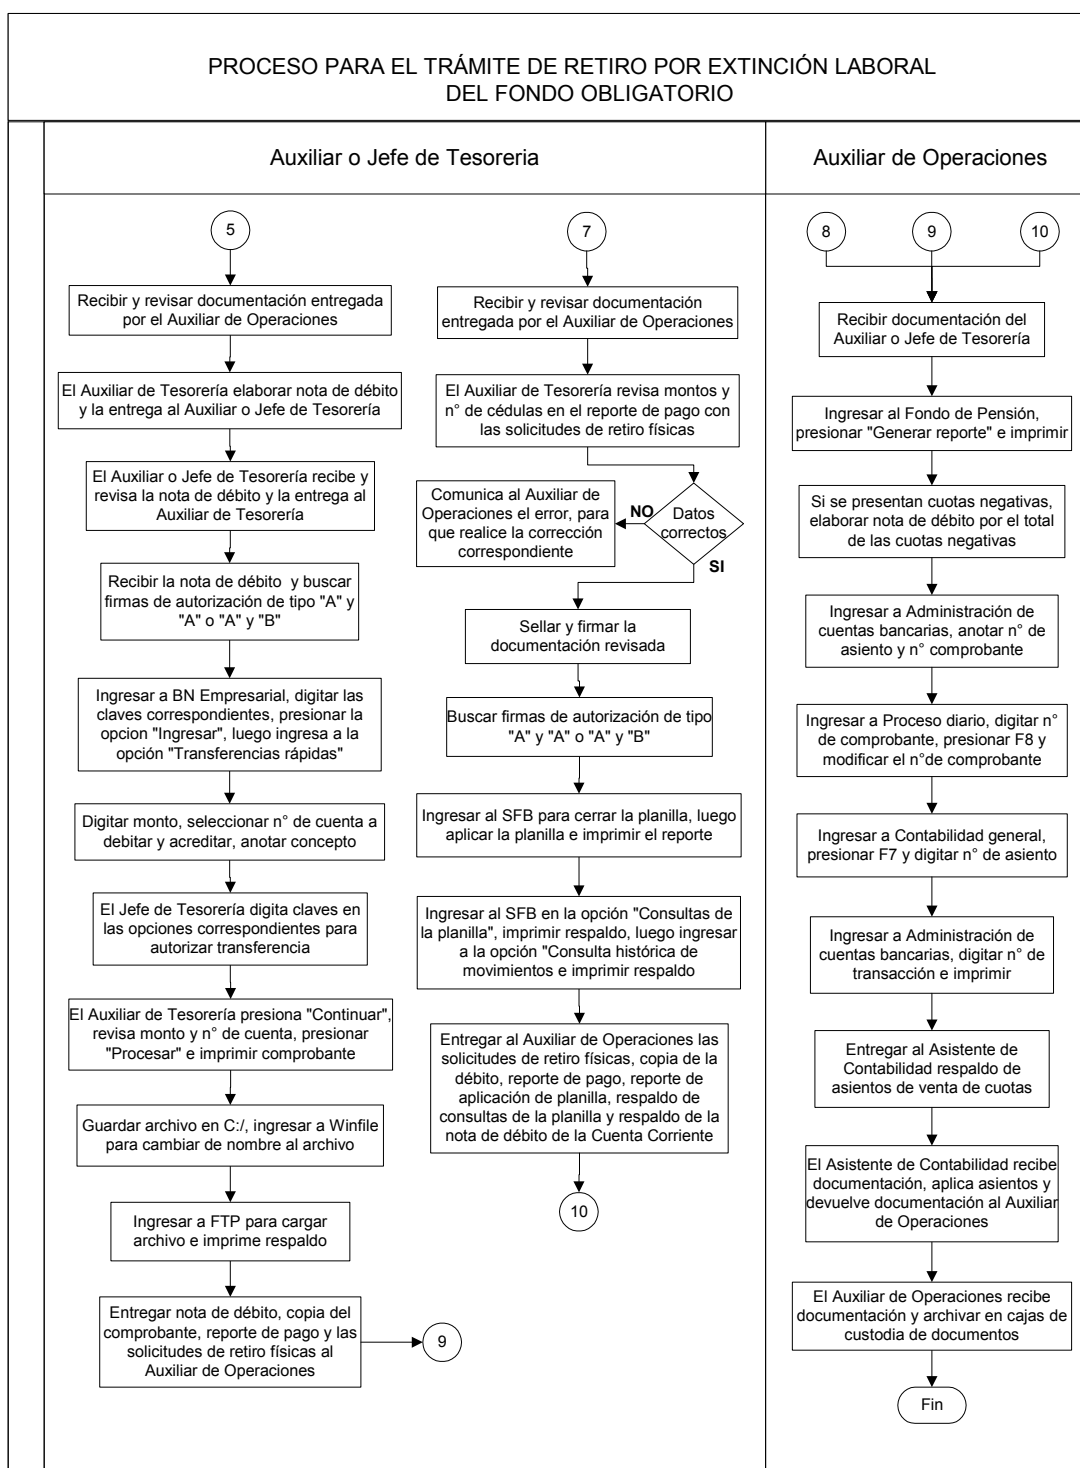 PROCESO PARA EL TRÁMITE DE RETIRO POR EXTINCIÓN LABORAL
DEL FONDO OBLIGATORIO
Auxiliar o Jefe de Tesoreria
5
Recibir y revisar documentación entregada
por el Auxiliar de Operaciones
El Auxiliar de Tesorería elaborar nota de débito
y la entrega al Auxiliar o Jefe de Tesorería
El Auxiliar o Jefe de Tesorería recibe y
revisa la nota de débito y la entrega al
Auxiliar de Tesorería
Recibir la nota de débito y buscar
firmas de autorización de tipo "A" y
"A" o "A" y "B"
Ingresar a BN Empresarial, digitar las
claves correspondientes, presionar la
opcion "Ingresar", luego ingresa a la
opción "Transferencias rápidas"
Digitar monto, seleccionar n° de cuenta a
debitar y acreditar, anotar concepto
El Jefe de Tesorería digita claves en
las opciones correspondientes para
autorizar transferencia
El Auxiliar de Tesorería presiona "Continuar",
revisa monto y n° de cuenta, presionar
"Procesar" e imprimir comprobante
Guardar archivo en C:/, ingresar a Winfile
para cambiar de nombre al archivo
Ingresar a FTP para cargar
archivo e imprime respaldo
Entregar nota de débito, copia del
comprobante, reporte de pago y las
solicitudes de retiro físicas al
Auxiliar de Operaciones
9
7
Recibir y revisar documentación
entregada por el Auxiliar de Operaciones
El Auxiliar de Tesorería revisa montos y
n° de cédulas en el reporte de pago con
las solicitudes de retiro físicas
Datos
correctos
NO
Comunica al Auxiliar de
Operaciones el error, para
que realice la corrección
correspondiente
SI
Sellar y firmar la
documentación revisada
Buscar firmas de autorización de tipo
"A" y "A" o "A" y "B"
Ingresar al SFB para cerrar la planilla, luego
aplicar la planilla e imprimir el reporte
Ingresar al SFB en la opción "Consultas de
la planilla", imprimir respaldo, luego ingresar
a la opción "Consulta histórica de
movimientos e imprimir respaldo
Entregar al Auxiliar de Operaciones las
solicitudes de retiro físicas, copia de la
débito, reporte de pago, reporte de
aplicación de planilla, respaldo de
consultas de la planilla y respaldo de la
nota de débito de la Cuenta Corriente
10
Auxiliar de Operaciones
8
9
10
Recibir documentación del
Auxiliar o Jefe de Tesorería
Ingresar al Fondo de Pensión,
presionar "Generar reporte" e imprimir
Si se presentan cuotas negativas,
elaborar nota de débito por el total
de las cuotas negativas
Ingresar a Administración de
cuentas bancarias, anotar n° de
asiento y n° comprobante
Ingresar a Proceso diario, digitar n°
de comprobante, presionar F8 y
modificar el n°de comprobante
Ingresar a Contabilidad general,
presionar F7 y digitar n° de asiento
Ingresar a Administración de
cuentas bancarias, digitar n° de
transacción e imprimir
Entregar al Asistente de
Contabilidad respaldo de
asientos de venta de cuotas
El Asistente de Contabilidad recibe
documentación, aplica asientos y
devuelve documentación al Auxiliar
de Operaciones
El Auxiliar de Operaciones recibe
documentación y archivar en cajas de
custodia de documentos
Fin